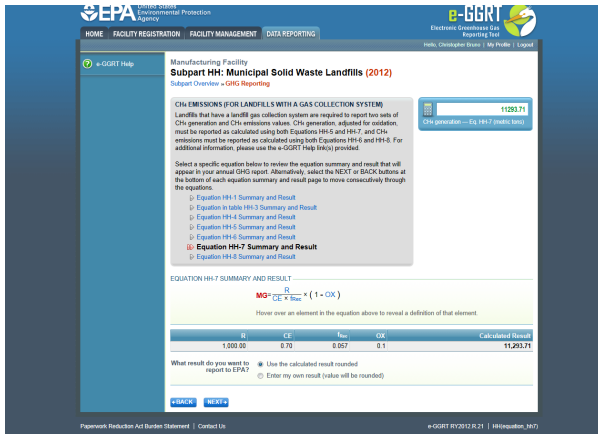 EPA United States
Environmental Protection
Agency
e-GGRT
Electronic Greenhouse Gas
Reporting Tool
HOME FACILITY REGISTRATION FACILITY MANAGEMENT DATA REPORTING
Hello, Christopher Bruno | My Profile | Logout
? e-GGRT Help
Manufacturing Facility
Subpart HH: Municipal Solid Waste Landfills (2012)
Subpart Overview » GHG Reporting
CH4 EMISSIONS (FOR LANDFILLS WITH A GAS COLLECTION SYSTEM)
Landfills that have a landfill gas collection system are required to report two sets of
CH4 generation and CH4 emissions values. CH4 generation, adjusted for oxidation,
must be reported as calculated using both Equations HH-5 and HH-7, and CH4
emissions must be reported as calculated using both Equations HH-6 and HH-8. For
additional information, please use the e-GGRT Help link(s) provided.
Select a specific equation below to review the equation summary and result that will
appear in your annual GHG report. Alternatively, select the NEXT or BACK buttons at
the bottom of each equation summary and result page to move consecutively through
the equations.
Equation HH-1 Summary and Result
Equation in table HH-3 Summary and Result
Equation HH-4 Summary and Result
Equation HH-5 Summary and Result
Equation HH-6 Summary and Result
Equation HH-7 Summary and Result
Equation HH-8 Summary and Result
11293.71
CH4 generation — Eq. HH-7 (metric tons)
EQUATION HH-7 SUMMARY AND RESULT
MG= R / CE × fRec × ( 1 - OX )
Hover over an element in the equation above to reveal a definition of that element.
R CE fRec OX Calculated Result
1,000.00 0.70 0.057 0.1 11,293.71
What result do you want to
report to EPA?
Use the calculated result rounded
Enter my own result (value will be rounded)
BACK NEXT
Paperwork Reduction Act Burden Statement | Contact Us
e-GGRT RY2012.R.21 | HH(equation_hh7)